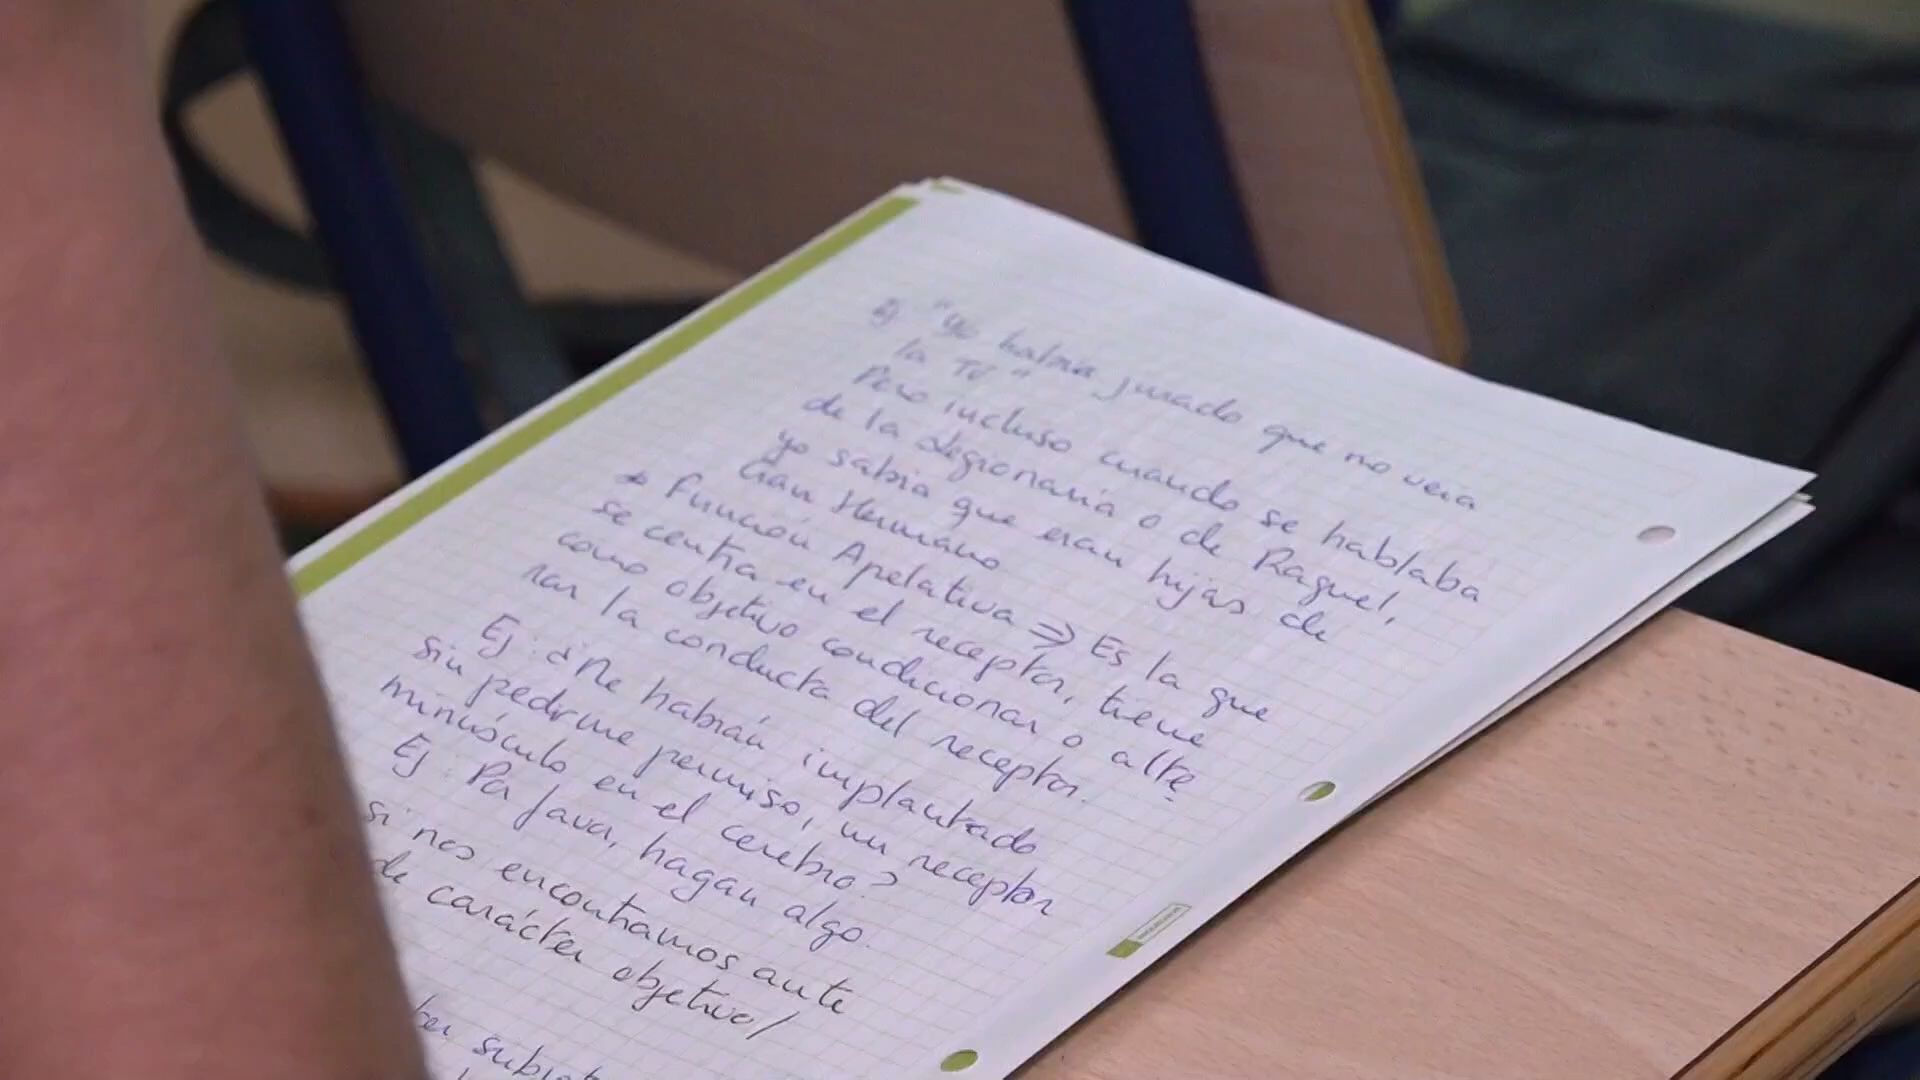 Ej "Yo habría jurado que no veía
la TV"
Pero incluso cuando se hablaba
de la Legionaria o de Raquel,
yo sabía que eran hijas de
Gran Hermano
* Función Apelativa => Es la que
se centra en el receptor, tiene
como objetivo condicionar o alte
rar la conducta del receptor.
Ej: ¿Me habrán implantado
sin pedirme permiso, un receptor
minúsculo en el cerebro?
Ej: Por favor, hagan algo.
si nos encontramos ante
de carácter objetivo/